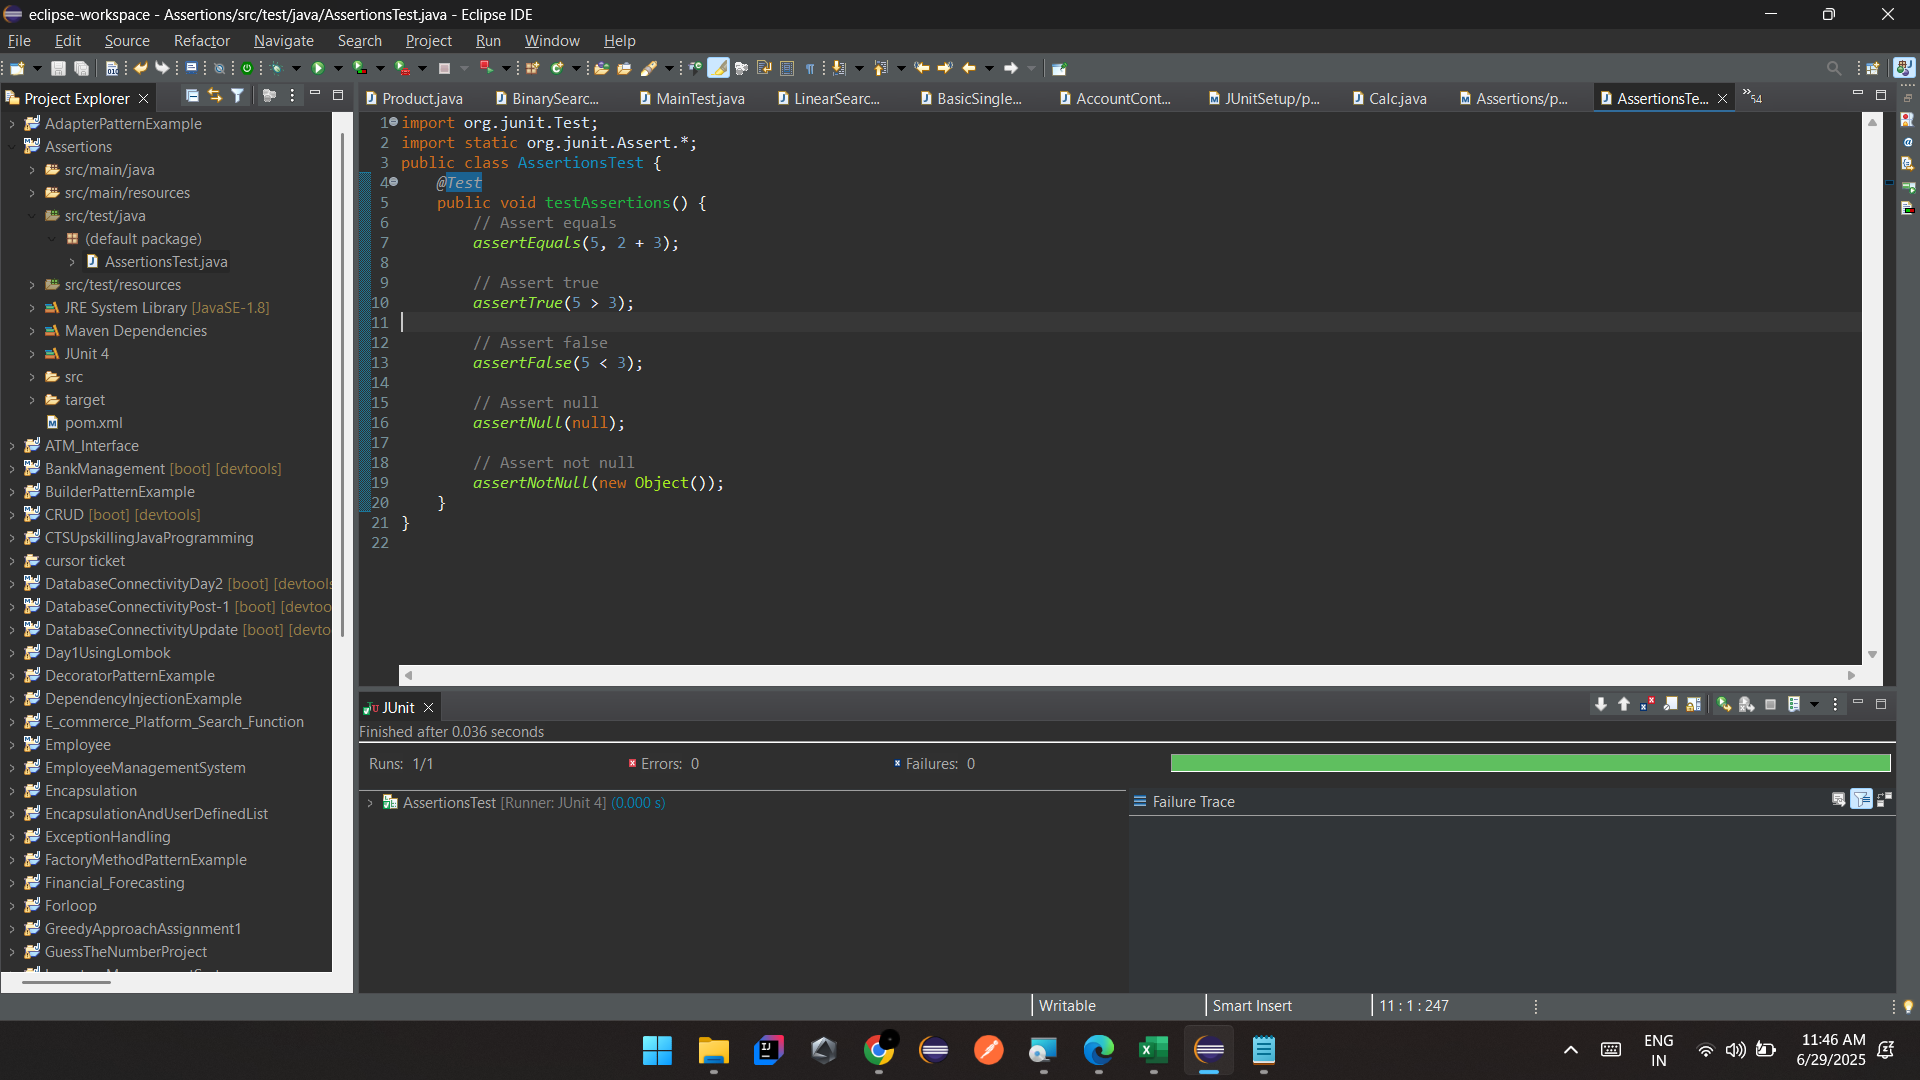 eclipse-workspace - Assertions/src/test/java/AssertionsTest.java - Eclipse IDE
File Edit Source Refactor Navigate Search Project Run Window Help
Project Explorer
AdapterPatternExample
Assertions
src/main/java
src/main/resources
src/test/java
(default package)
AssertionsTest.java
src/test/resources
JRE System Library [JavaSE-1.8]
Maven Dependencies
JUnit 4
src
target
pom.xml
ATM_Interface
BankManagement [boot] [devtools]
BuilderPatternExample
CRUD [boot] [devtools]
CTSUpskillingJavaProgramming
cursor ticket
DatabaseConnectivityDay2 [boot] [devtools
DatabaseConnectivityPost-1 [boot] [devtoo
DatabaseConnectivityUpdate [boot] [devto
Day1UsingLombok
DecoratorPatternExample
DependencyInjectionExample
E_commerce_Platform_Search_Function
Employee
EmployeeManagementSystem
Encapsulation
EncapsulationAndUserDefinedList
ExceptionHandling
FactoryMethodPatternExample
Financial_Forecasting
Forloop
GreedyApproachAssignment1
GuessTheNumberProject
Product.java BinarySearc... MainTest.java LinearSearc... BasicSingle... AccountCont... JUnitSetup/p... Calc.java Assertions/p... AssertionsTe... »54
1 import org.junit.Test;
2 import static org.junit.Assert.*;
3 public class AssertionsTest {
4 @Test
5 public void testAssertions() {
6 // Assert equals
7 assertEquals(5, 2 + 3);
8
9 // Assert true
10 assertTrue(5 > 3);
11
12 // Assert false
13 assertFalse(5 < 3);
14
15 // Assert null
16 assertNull(null);
17
18 // Assert not null
19 assertNotNull(new Object());
20 }
21 }
22
JUnit
Finished after 0.036 seconds
Runs: 1/1 Errors: 0 Failures: 0
AssertionsTest [Runner: JUnit 4] (0.000 s)
Failure Trace
Writable Smart Insert 11 : 1 : 247
ENG
IN
11:46 AM
6/29/2025